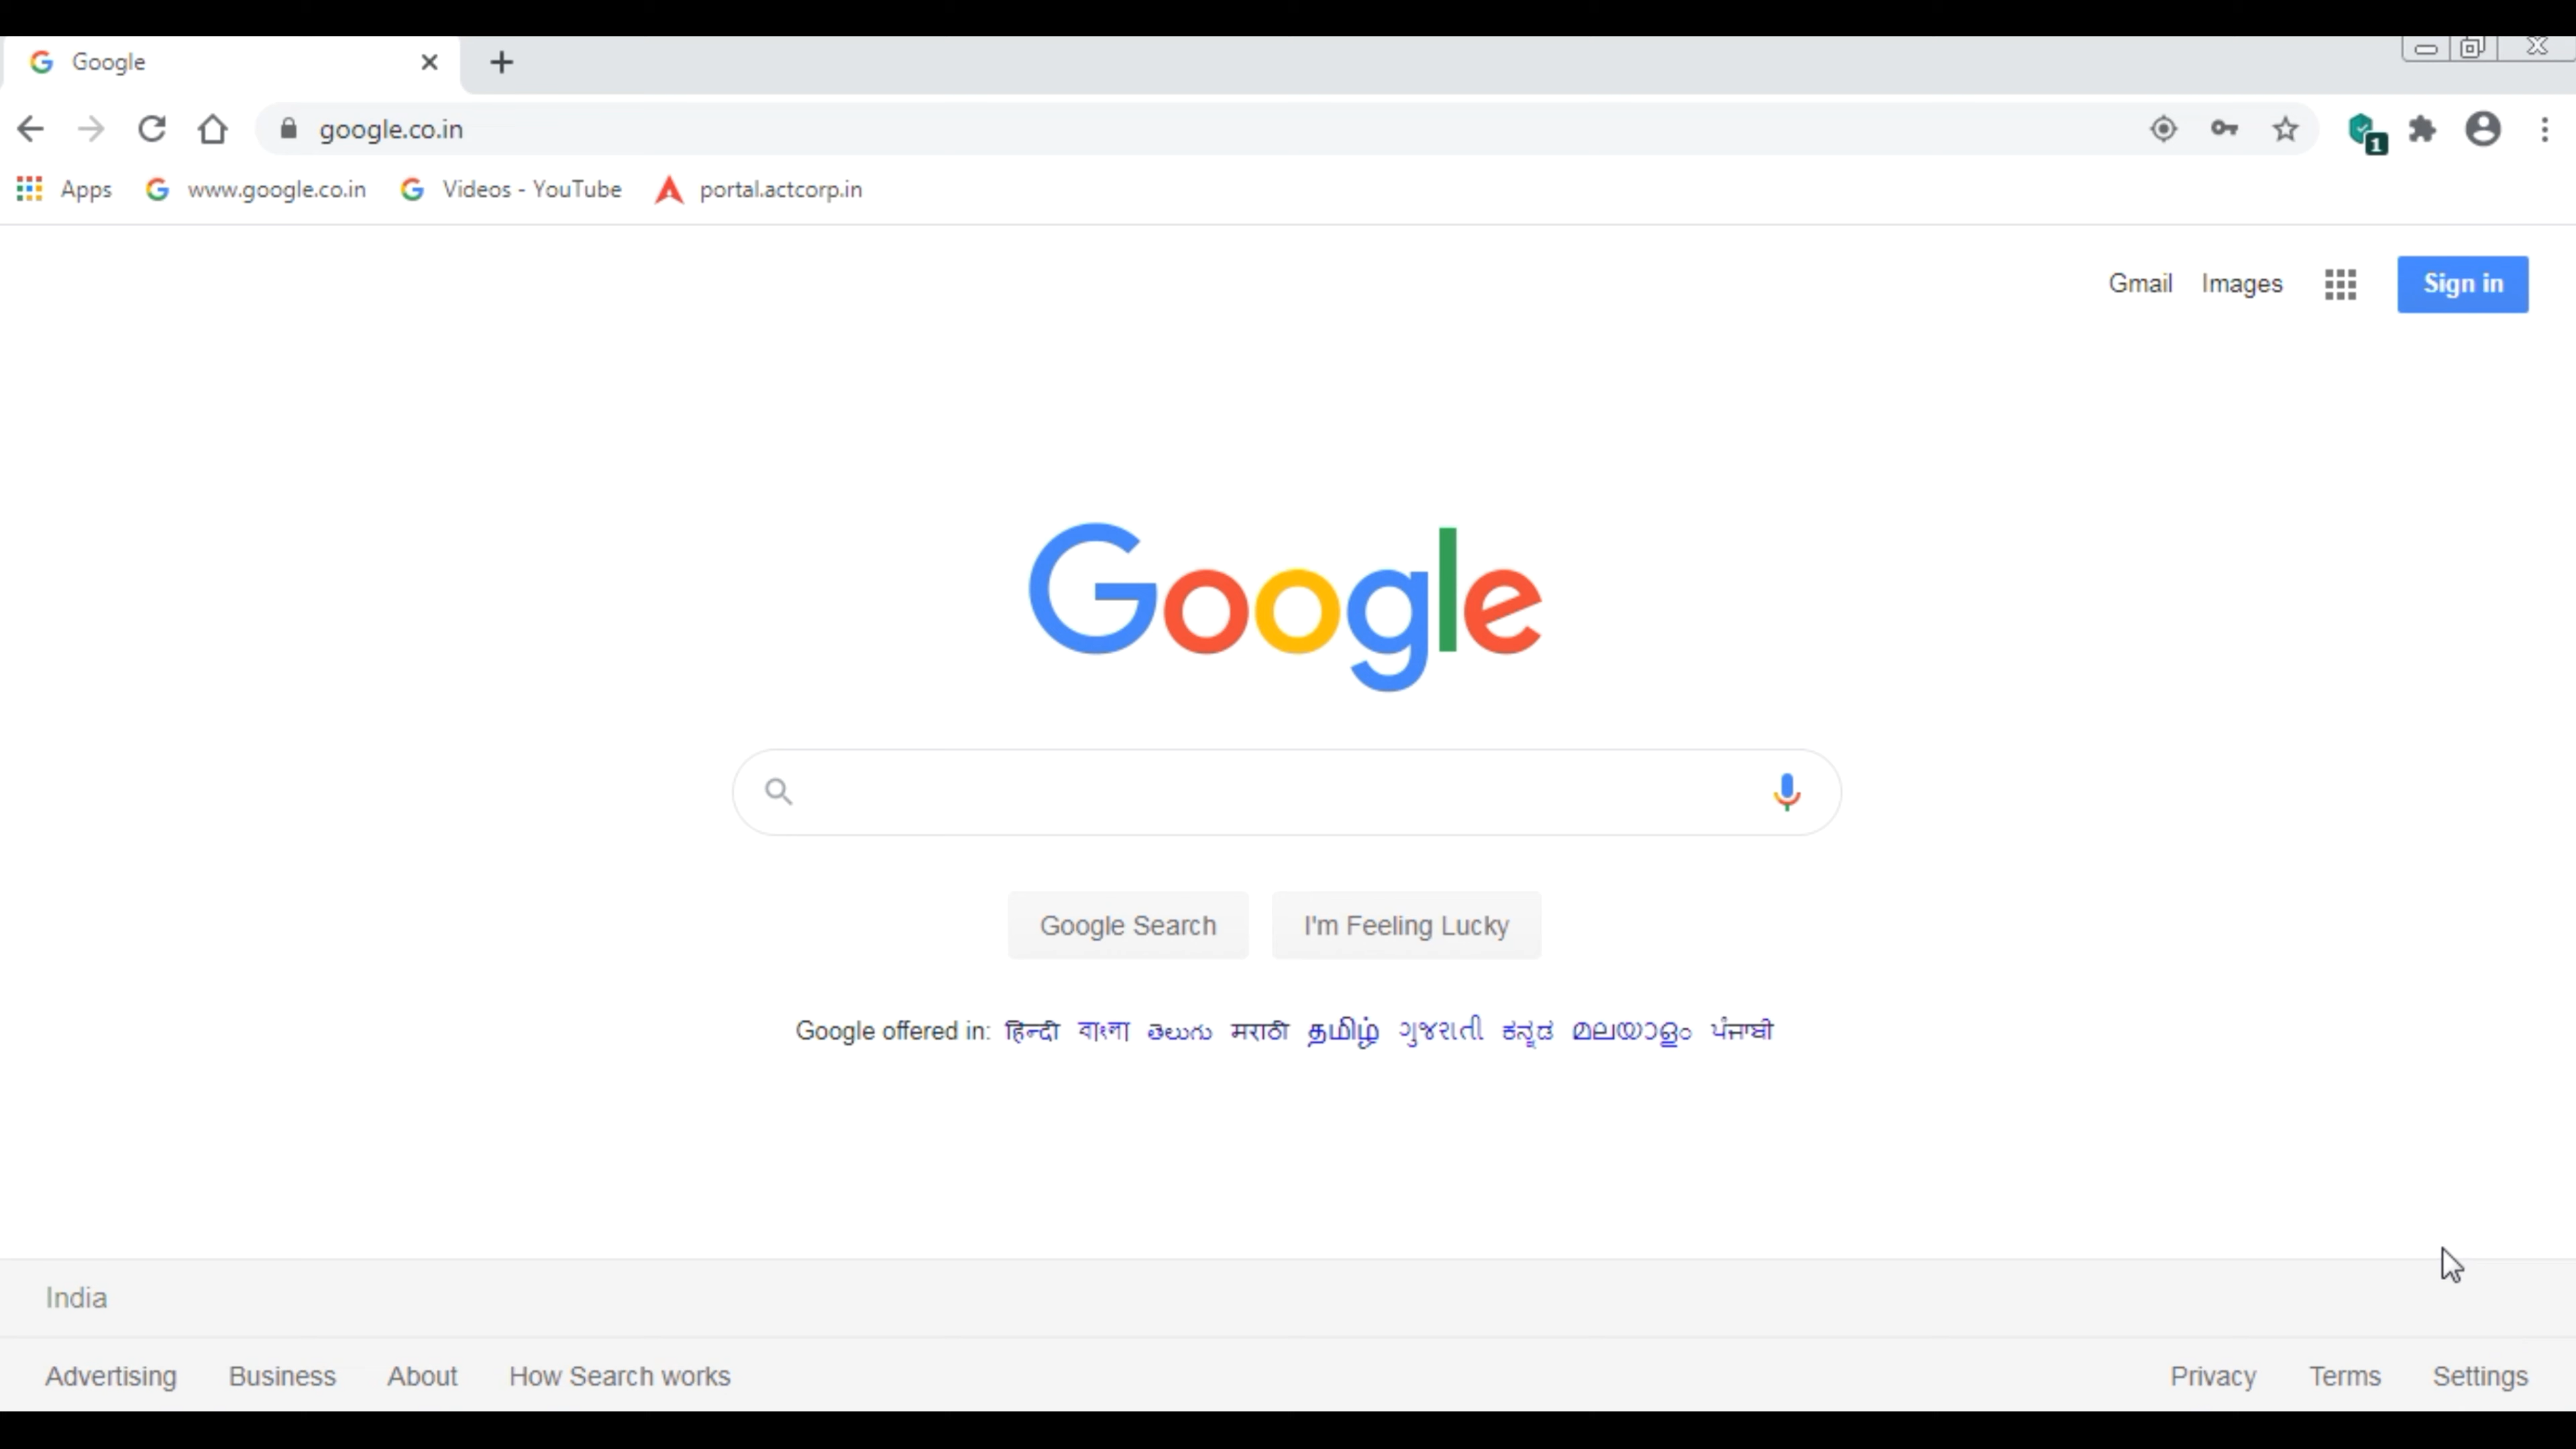 Google
google.co.in
1
Apps www.google.co.in Videos - YouTube portal.actcorp.in
Gmail Images Sign in
Google
Google Search I'm Feeling Lucky
Google offered in: हिन्दी বাংলা తెలుగు मराठी தமிழ் ગુજરાતી ಕನ್ನಡ മലയാളം ਪੰਜਾਬੀ
India
Advertising Business About How Search works Privacy Terms Settings